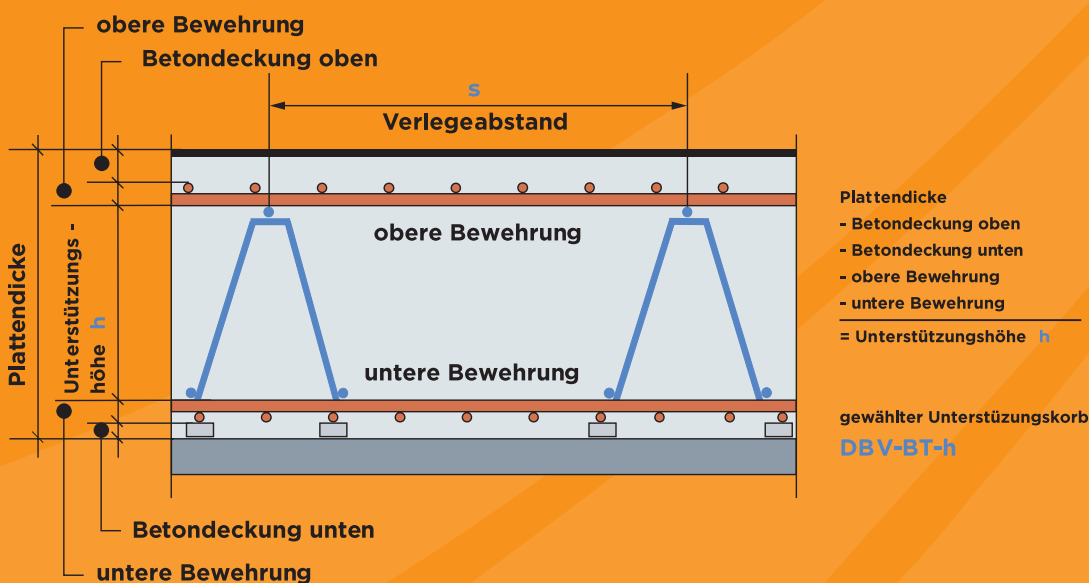 obere Bewehrung
Betondeckung oben
s
Verlegeabstand
Plattendicke
Unterstützungs -
höhe h
obere Bewehrung
untere Bewehrung
Betondeckung unten
untere Bewehrung
Plattendicke
- Betondeckung oben
- Betondeckung unten
- obere Bewehrung
- untere Bewehrung
= Unterstützungshöhe h
gewählter Unterstüzungskorb
DBV-BT-h